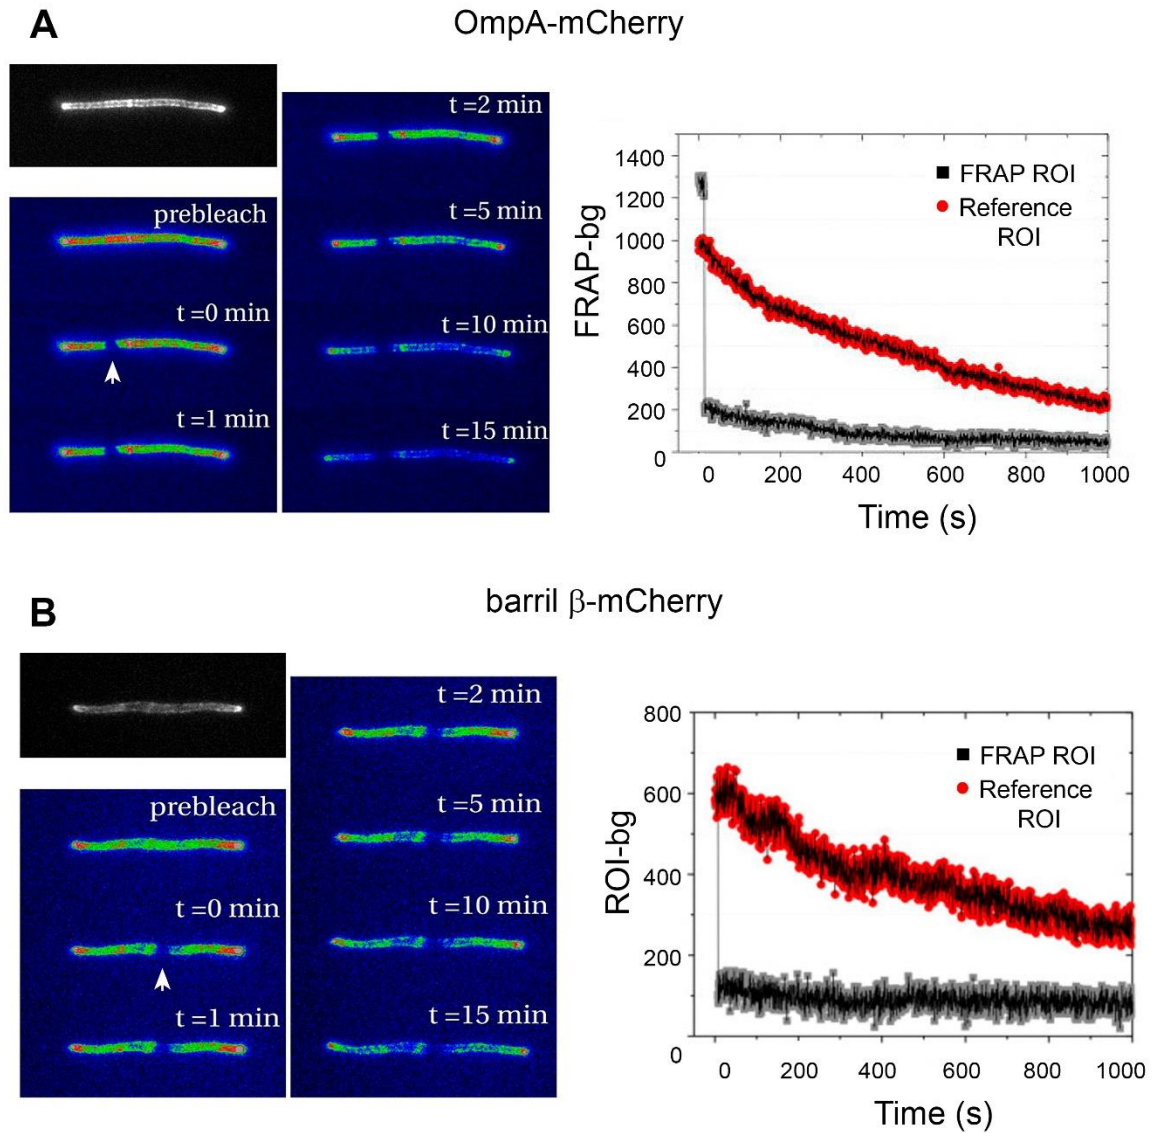 A
OmpA-mCherry
prebleach
t =0 min
t =1 min
t =2 min
t =5 min
t =10 min
t =15 min
FRAP-bg
1400
1200
1000
800
600
400
200
0
FRAP ROI
Reference
ROI
0 200 400 600 800 1000
Time (s)
B
barril β-mCherry
prebleach
t =0 min
t =1 min
t =2 min
t =5 min
t =10 min
t =15 min
ROI-bg
800
600
400
200
0
FRAP ROI
Reference
ROI
0 200 400 600 800 1000
Time (s)